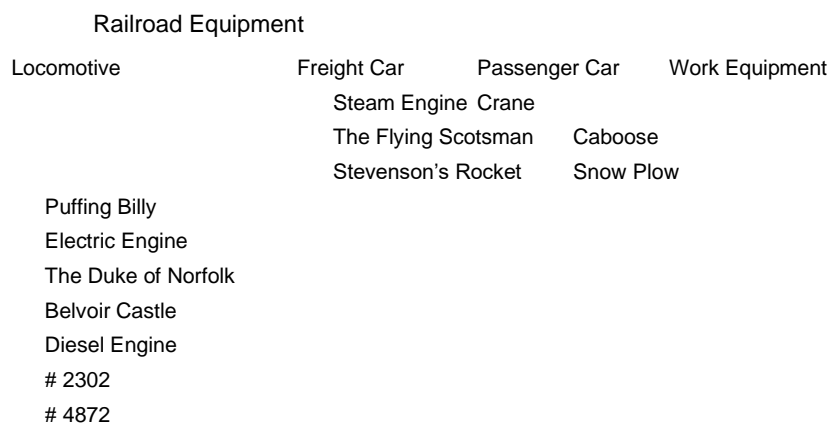 Railroad Equipment
Locomotive Freight Car Passenger Car Work Equipment
Steam Engine Crane
The Flying Scotsman Caboose
Stevenson’s Rocket Snow Plow
Puffing Billy
Electric Engine
The Duke of Norfolk
Belvoir Castle
Diesel Engine
# 2302
# 4872